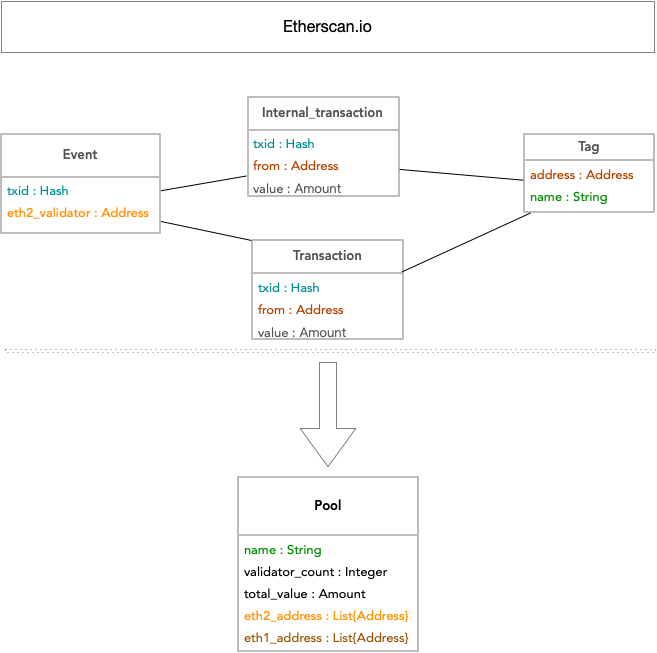 Etherscan.io
Internal_transaction
txid : Hash
from : Address
value : Amount
Event
txid : Hash
eth2_validator : Address
Tag
address : Address
name : String
Transaction
txid : Hash
from : Address
value : Amount
Pool
name : String
validator_count : Integer
total_value : Amount
eth2_address : List{Address}
eth1_address : List{Address}